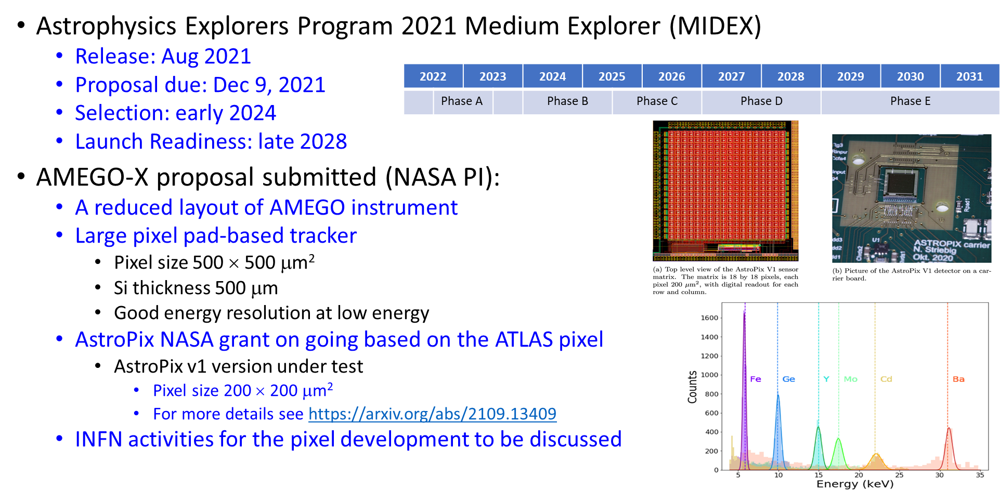 • Astrophysics Explorers Program 2021 Medium Explorer (MIDEX)
• Release: Aug 2021
• Proposal due: Dec 9, 2021
• Selection: early 2024
• Launch Readiness: late 2028
2022 2023 2024 2025 2026 2027 2028 2029 2030 2031
Phase A Phase B Phase C Phase D Phase E
• AMEGO-X proposal submitted (NASA PI):
• A reduced layout of AMEGO instrument
• Large pixel pad-based tracker
• Pixel size 500 × 500 μm²
• Si thickness 500 μm
• Good energy resolution at low energy
• AstroPix NASA grant on going based on the ATLAS pixel
• AstroPix v1 version under test
• Pixel size 200 × 200 μm²
• For more details see https://arxiv.org/abs/2109.13409
• INFN activities for the pixel development to be discussed
(a) Top level view of the AstroPix V1 sensor
matrix. The matrix is 18 by 18 pixels, each
pixel 200 μm², with digital readout for each
row and column.
Rinpu
input
Rpad1
U1
dd3
dd2
dd1
ASTROPIX carrier
N. Striebig
Okt. 2020
(b) Picture of the AstroPix V1 detector on a car-
rier board.
Counts
1600
1400
1200
1000
800
600
400
200
0
Fe Ge Y Mo Cd Ba
5 10 15 20 25 30 35
Energy (keV)